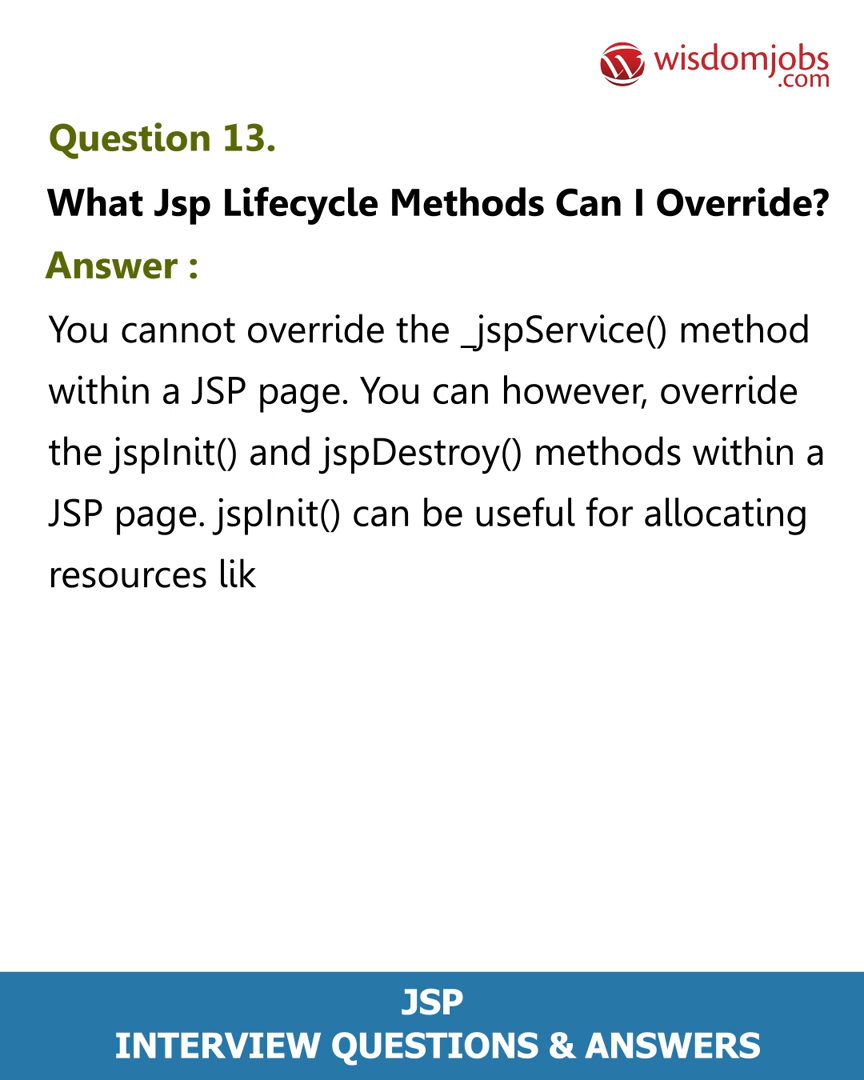 wisdomjobs
.com
Question 13.
What Jsp Lifecycle Methods Can I Override?
Answer :
You cannot override the _jspService() method
within a JSP page. You can however, override
the jspInit() and jspDestroy() methods within a
JSP page. jspInit() can be useful for allocating
resources lik
JSP
INTERVIEW QUESTIONS & ANSWERS